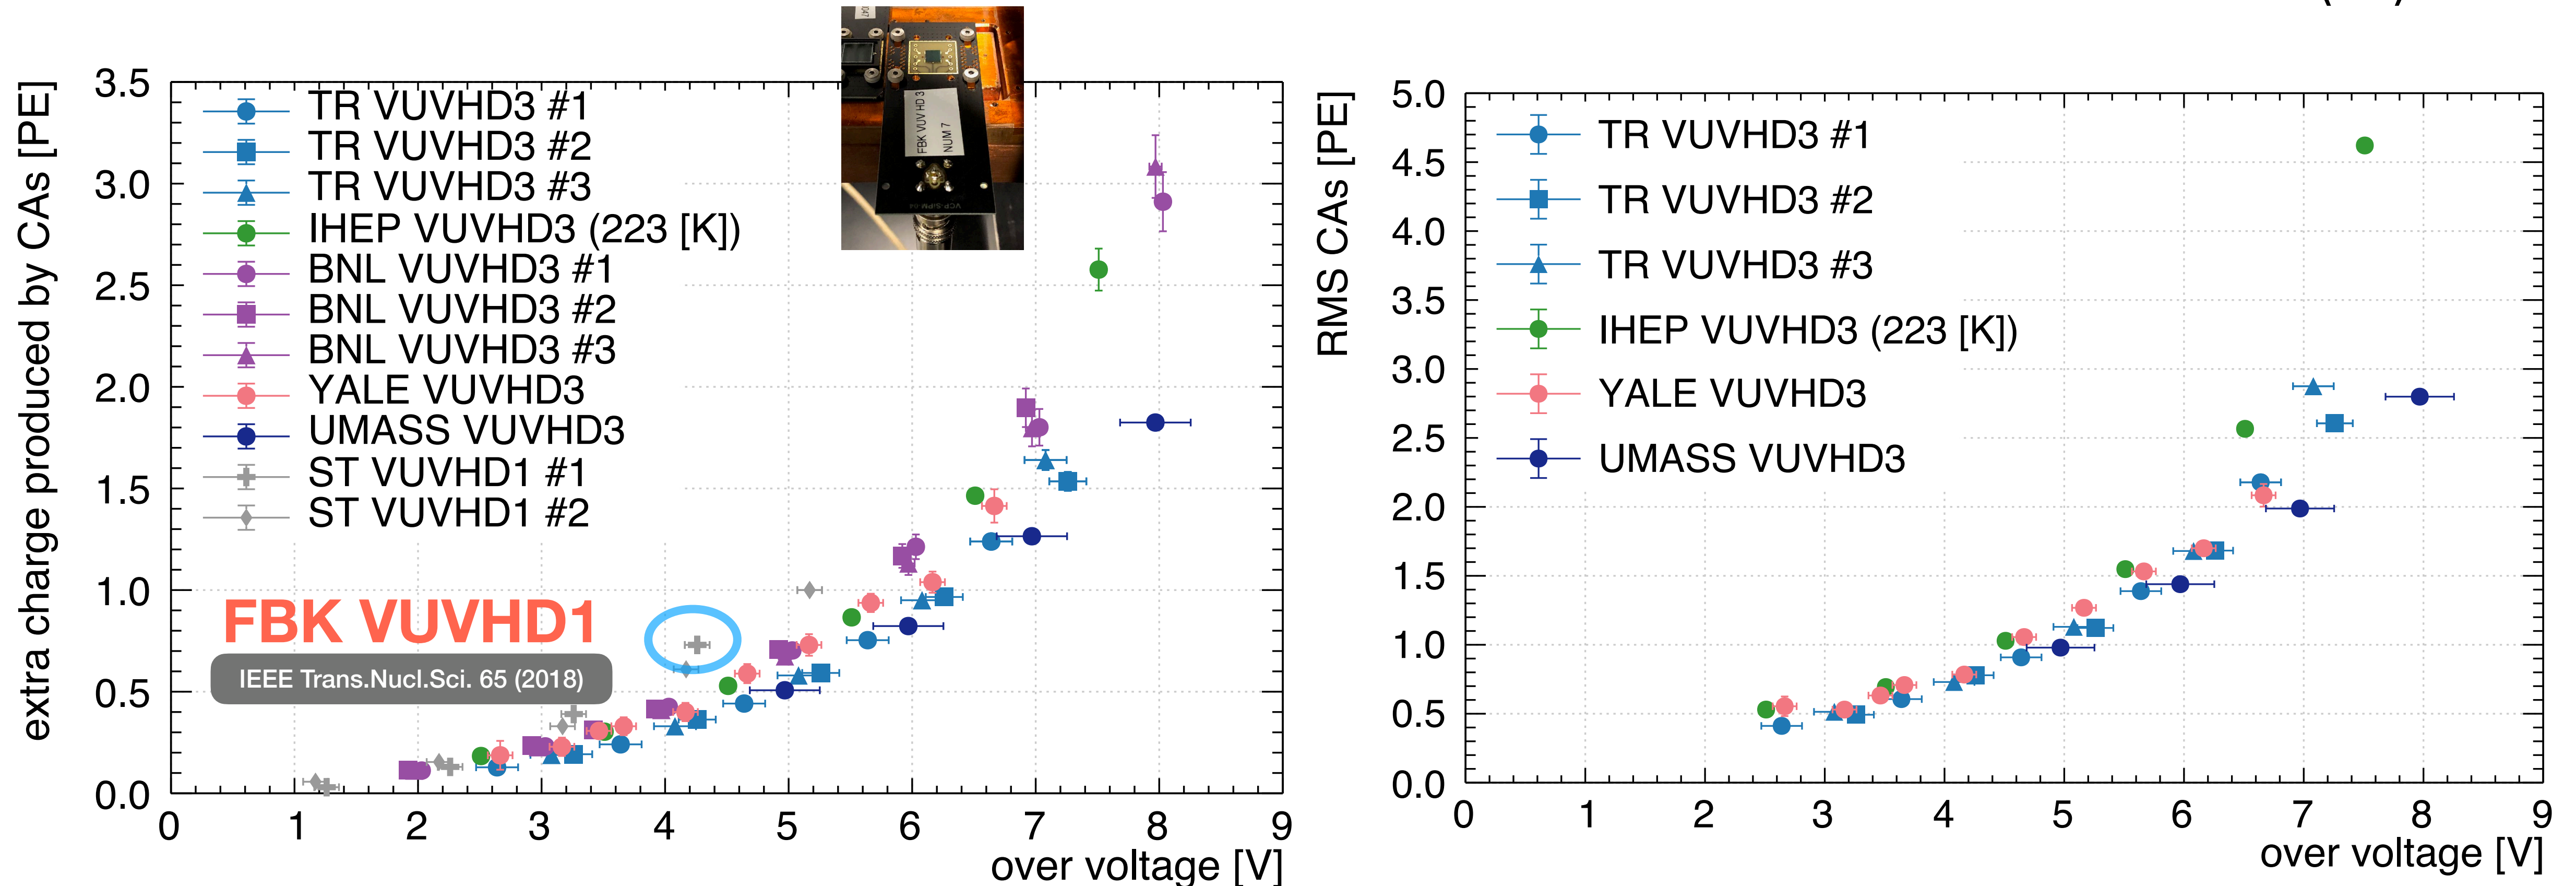 extra charge produced by CAs [PE]
3.5
3.0
2.5
2.0
1.5
1.0
0.5
0.0
TR VUVHD3 #1
TR VUVHD3 #2
TR VUVHD3 #3
IHEP VUVHD3 (223 [K])
BNL VUVHD3 #1
BNL VUVHD3 #2
BNL VUVHD3 #3
YALE VUVHD3
UMASS VUVHD3
ST VUVHD1 #1
ST VUVHD1 #2
FBK VUVHD1
IEEE Trans.Nucl.Sci. 65 (2018)
047
FBK VUV HD 3
NUM 7
0 1 2 3 4 5 6 7 8 9
over voltage [V]
RMS CAs [PE]
5.0
4.5
4.0
3.5
3.0
2.5
2.0
1.5
1.0
0.5
0.0
TR VUVHD3 #1
TR VUVHD3 #2
TR VUVHD3 #3
IHEP VUVHD3 (223 [K])
YALE VUVHD3
UMASS VUVHD3
0 1 2 3 4 5 6 7 8 9
over voltage [V]